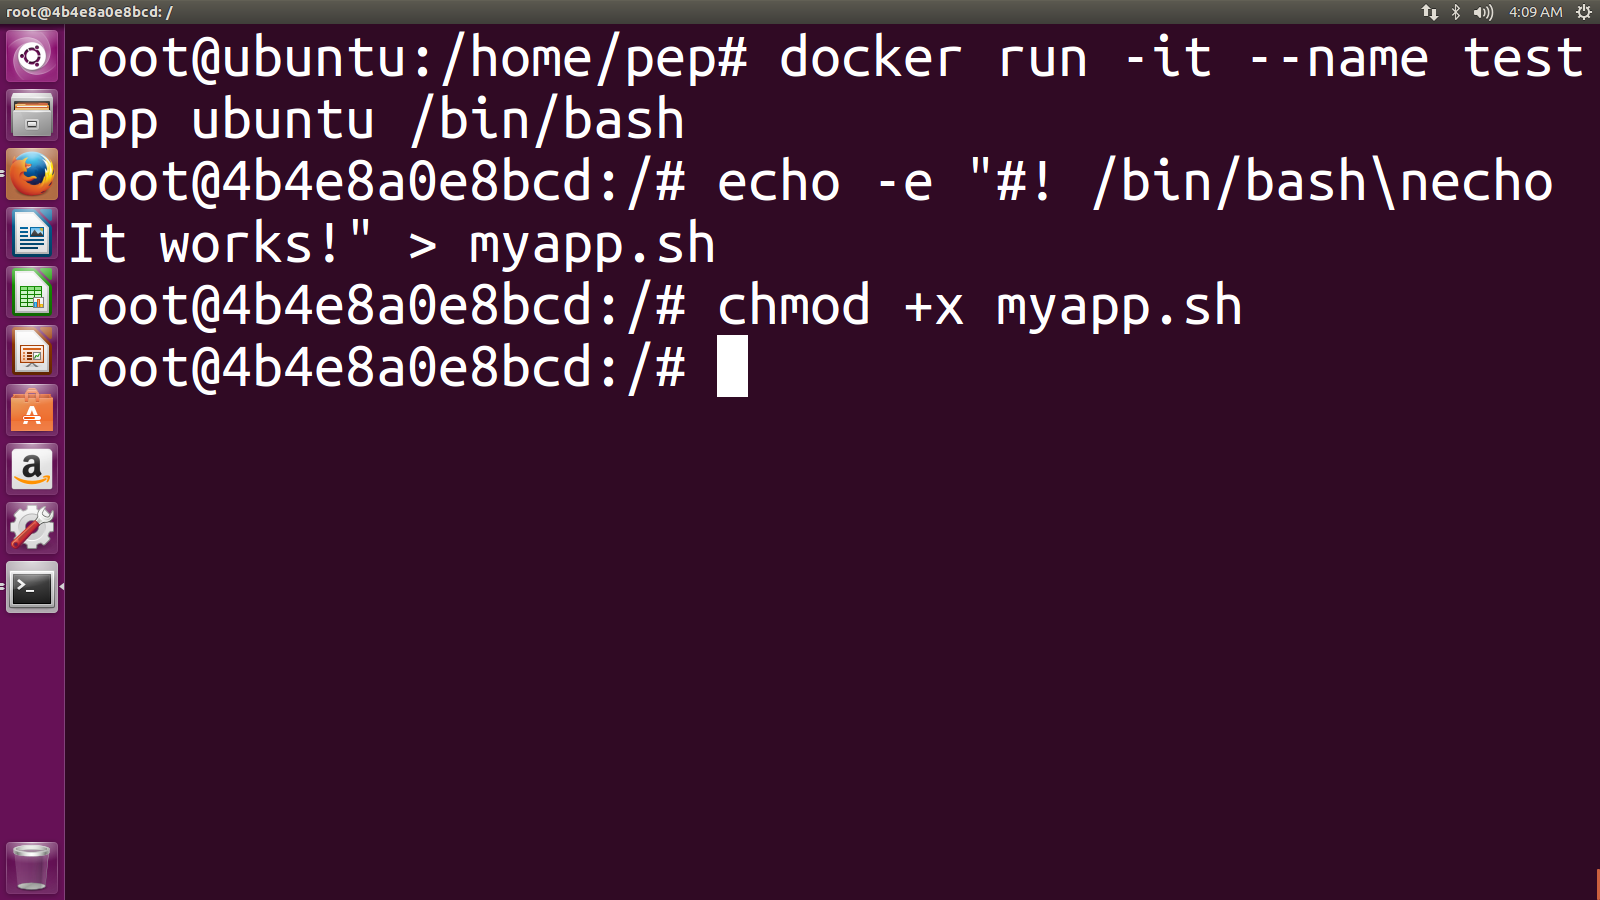 root@4b4e8a0e8bcd: /
4:09 AM
root@ubuntu:/home/pep# docker run -it --name test
app ubuntu /bin/bash
root@4b4e8a0e8bcd:/# echo -e "#! /bin/bash\necho
It works!" > myapp.sh
root@4b4e8a0e8bcd:/# chmod +x myapp.sh
root@4b4e8a0e8bcd:/#